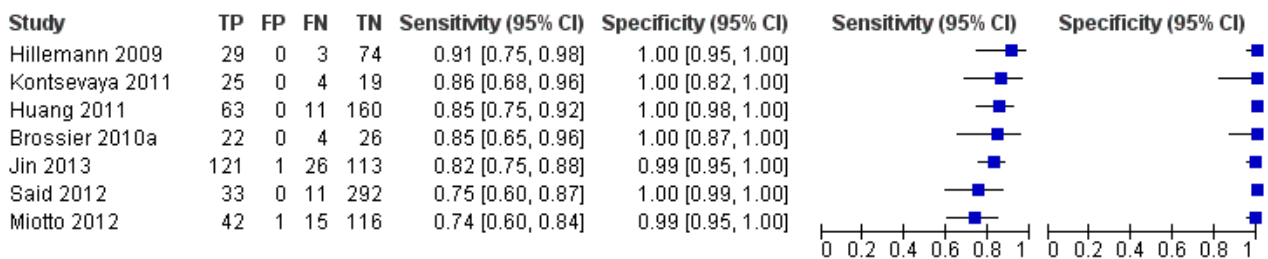 Study TP FP FN TN Sensitivity (95% CI) Specificity (95% CI) Sensitivity (95% CI) Specificity (95% CI)
Hillemann 2009 29 0 3 74 0.91 [0.75, 0.98] 1.00 [0.95, 1.00]
Kontsevaya 2011 25 0 4 19 0.86 [0.68, 0.96] 1.00 [0.82, 1.00]
Huang 2011 63 0 11 160 0.85 [0.75, 0.92] 1.00 [0.98, 1.00]
Brossier 2010a 22 0 4 26 0.85 [0.65, 0.96] 1.00 [0.87, 1.00]
Jin 2013 121 1 26 113 0.82 [0.75, 0.88] 0.99 [0.95, 1.00]
Said 2012 33 0 11 292 0.75 [0.60, 0.87] 1.00 [0.99, 1.00]
Miotto 2012 42 1 15 116 0.74 [0.60, 0.84] 0.99 [0.95, 1.00]
0 0.2 0.4 0.6 0.8 1 0 0.2 0.4 0.6 0.8 1